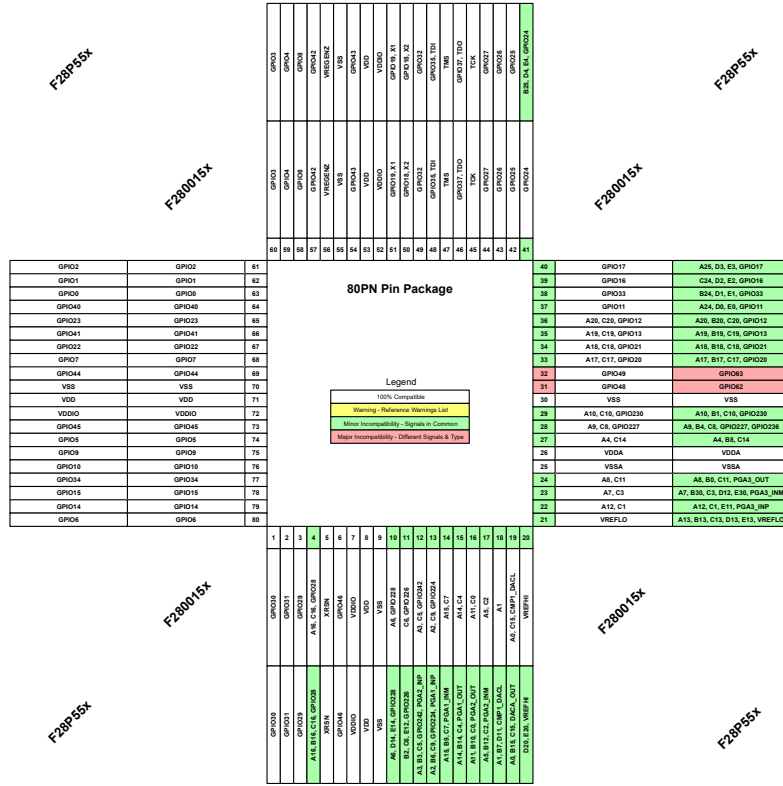 F28P55x
F28P55x
F280015x
F280015x
GPIO3
GPIO4
GPIO8
GPIO42
VREGENZ
VSS
GPIO43
VDD
VDDIO
GPIO19, X1
GPIO18, X2
GPIO32
GPIO35, TDI
TMS
GPIO37, TDO
TCK
GPIO27
GPIO26
GPIO25
B25, D4, E4, GPIO24
GPIO3
GPIO4
GPIO8
GPIO42
VREGENZ
VSS
GPIO43
VDD
VDDIO
GPIO19, X1
GPIO18, X2
GPIO32
GPIO35, TDI
TMS
GPIO37, TDO
TCK
GPIO27
GPIO26
GPIO25
GPIO24
60 59 58 57 56 55 54 53 52 51 50 49 48 47 46 45 44 43 42 41
GPIO2 GPIO2 61
GPIO1 GPIO1 62
GPIO0 GPIO0 63
GPIO40 GPIO40 64
GPIO23 GPIO23 65
GPIO41 GPIO41 66
GPIO22 GPIO22 67
GPIO7 GPIO7 68
GPIO44 GPIO44 69
VSS VSS 70
VDD VDD 71
VDDIO VDDIO 72
GPIO45 GPIO45 73
GPIO5 GPIO5 74
GPIO9 GPIO9 75
GPIO10 GPIO10 76
GPIO34 GPIO34 77
GPIO15 GPIO15 78
GPIO14 GPIO14 79
GPIO6 GPIO6 80
80PN Pin Package
Legend
100% Compatible
Warning - Reference Warnings List
Minor Incompatibility - Signals in Common
Major Incompatibility - Different Signals & Type
40 GPIO17 A25, D3, E3, GPIO17
39 GPIO16 C24, D2, E2, GPIO16
38 GPIO33 B24, D1, E1, GPIO33
37 GPIO11 A24, D0, E0, GPIO11
36 A20, C20, GPIO12 A20, B20, C20, GPIO12
35 A19, C19, GPIO13 A19, B19, C19, GPIO13
34 A18, C18, GPIO21 A18, B18, C18, GPIO21
33 A17, C17, GPIO20 A17, B17, C17, GPIO20
32 GPIO49 GPIO63
31 GPIO48 GPIO62
30 VSS VSS
29 A10, C10, GPIO230 A10, B1, C10, GPIO230
28 A9, C8, GPIO227 A9, B4, C8, GPIO227, GPIO236
27 A4, C14 A4, B8, C14
26 VDDA VDDA
25 VSSA VSSA
24 A8, C11 A8, B0, C11, PGA3_OUT
23 A7, C3 A7, B30, C3, D12, E30, PGA3_INM
22 A12, C1 A12, C1, E11, PGA3_INP
21 VREFLO A13, B13, C13, D13, E13, VREFLO
1 2 3 4 5 6 7 8 9 10 11 12 13 14 15 16 17 18 19 20
GPIO30
GPIO31
GPIO29
A16, C16, GPIO28
XRSN
GPIO46
VDDIO
VDD
VSS
A6, GPIO228
C6, GPIO226
A3, C5, GPIO242
A2, C9, GPIO224
A15, C7
A14, C4
A11, C0
A5, C2
A1
A0, C15, CMP1_DACL
VREFHI
GPIO30
GPIO31
GPIO29
A16, B16, C16, GPIO28
XRSN
GPIO46
VDDIO
VDD
VSS
A6, D14, E14, GPIO228
B2, C6, E12, GPIO226
A3, B3, C5, GPIO242, PGA2_INP
A2, B6, C9, GPIO224, PGA1_INP
A15, B9, C7, PGA1_INM
A14, B14, C4, PGA1_OUT
A11, B10, C0, PGA2_OUT
A5, B12, C2, PGA2_INM
A1, B7, D11, CMP1_DACL
A0, B15, C15, DACA_OUT
D20, E20, VREFHI
F280015x
F280015x
F28P55x
F28P55x